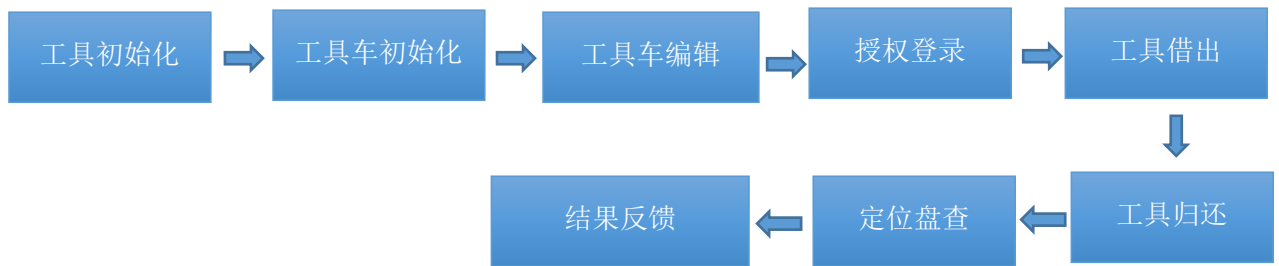 工具初始化
工具车初始化
工具车编辑
授权登录
工具借出
工具归还
定位盘查
结果反馈